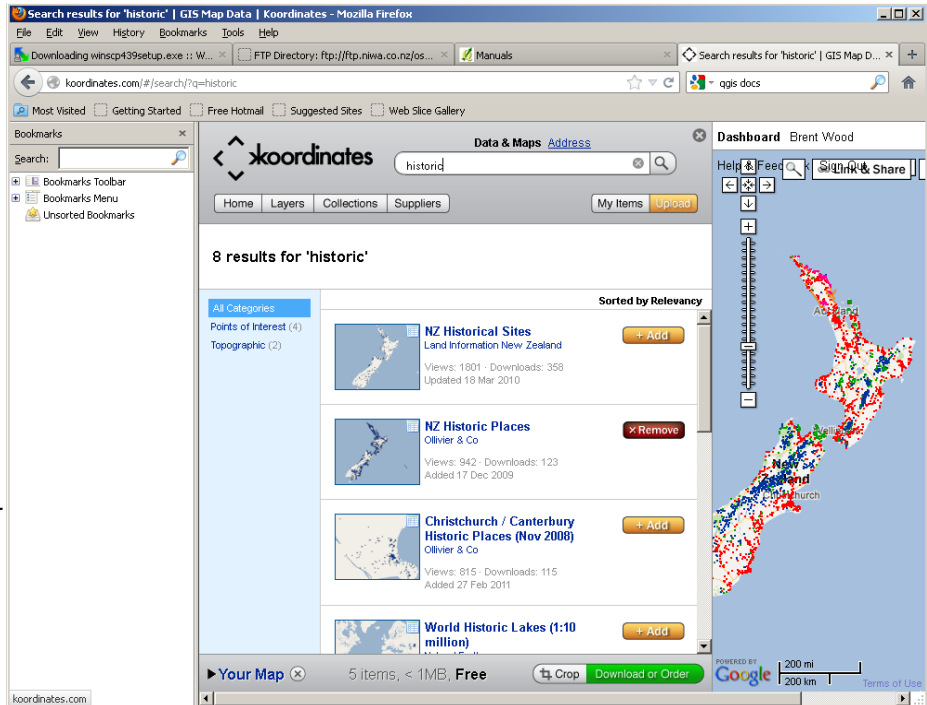 Search results for 'historic' | GIS Map Data | Koordinates - Mozilla Firefox
File Edit View History Bookmarks Tools Help
Downloading winscp439setup.exe :: W...
FTP Directory: ftp://ftp.niwa.co.nz/os...
Manuals
Search results for 'historic' | GIS Map D...
koordinates.com/#/search/?q=historic
qgis docs
Most Visited Getting Started Free Hotmail Suggested Sites Web Slice Gallery
Bookmarks
Search:
Bookmarks Toolbar
Bookmarks Menu
Unsorted Bookmarks
koordinates
Data & Maps Address
historic
Home Layers Collections Suppliers
My Items Upload
8 results for 'historic'
Sorted by Relevancy
All Categories
Points of Interest (4)
Topographic (2)
NZ Historical Sites
Land Information New Zealand
Views: 1801 · Downloads: 358
Updated 18 Mar 2010
+ Add
NZ Historic Places
Ollivier & Co
Views: 942 · Downloads: 123
Added 17 Dec 2009
× Remove
Christchurch / Canterbury
Historic Places (Nov 2008)
Ollivier & Co
Views: 815 · Downloads: 115
Added 27 Feb 2011
+ Add
World Historic Lakes (1:10
million)
+ Add
Your Map
5 items, < 1MB, Free
Crop
Download or Order
Dashboard Brent Wood
Help & Feed
Sign Out
Link & Share
New
Zealand
POWERED BY
Google
200 mi
200 km
Terms of Use
koordinates.com